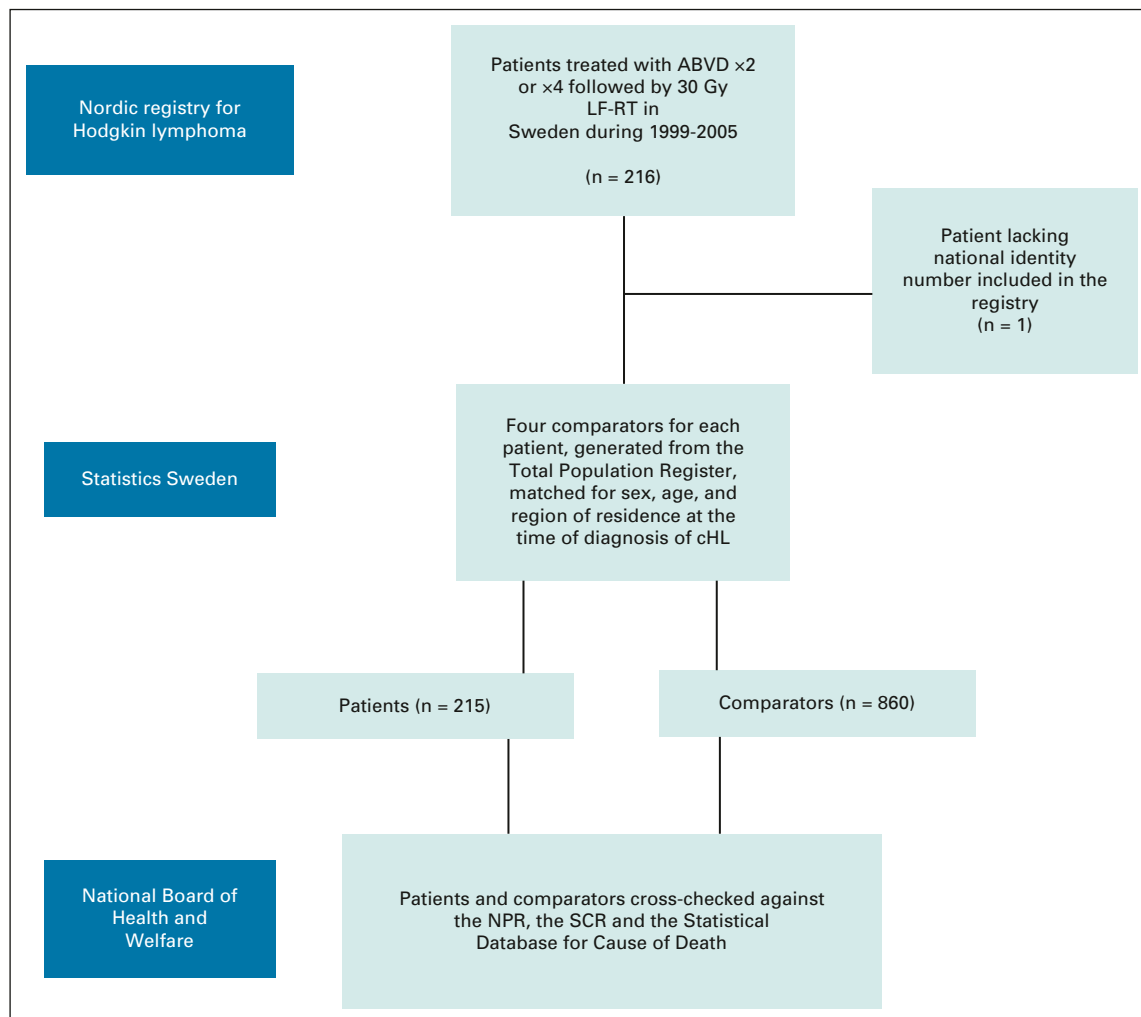 Nordic registry for
Hodgkin lymphoma
Patients treated with ABVD ×2
or ×4 followed by 30 Gy
LF-RT in
Sweden during 1999-2005
(n = 216)
Patient lacking
national identity
number included in the
registry
(n = 1)
Statistics Sweden
Four comparators for each
patient, generated from the
Total Population Register,
matched for sex, age, and
region of residence at the
time of diagnosis of cHL
Patients (n = 215)
Comparators (n = 860)
National Board of
Health and
Welfare
Patients and comparators cross-checked against
the NPR, the SCR and the Statistical
Database for Cause of Death